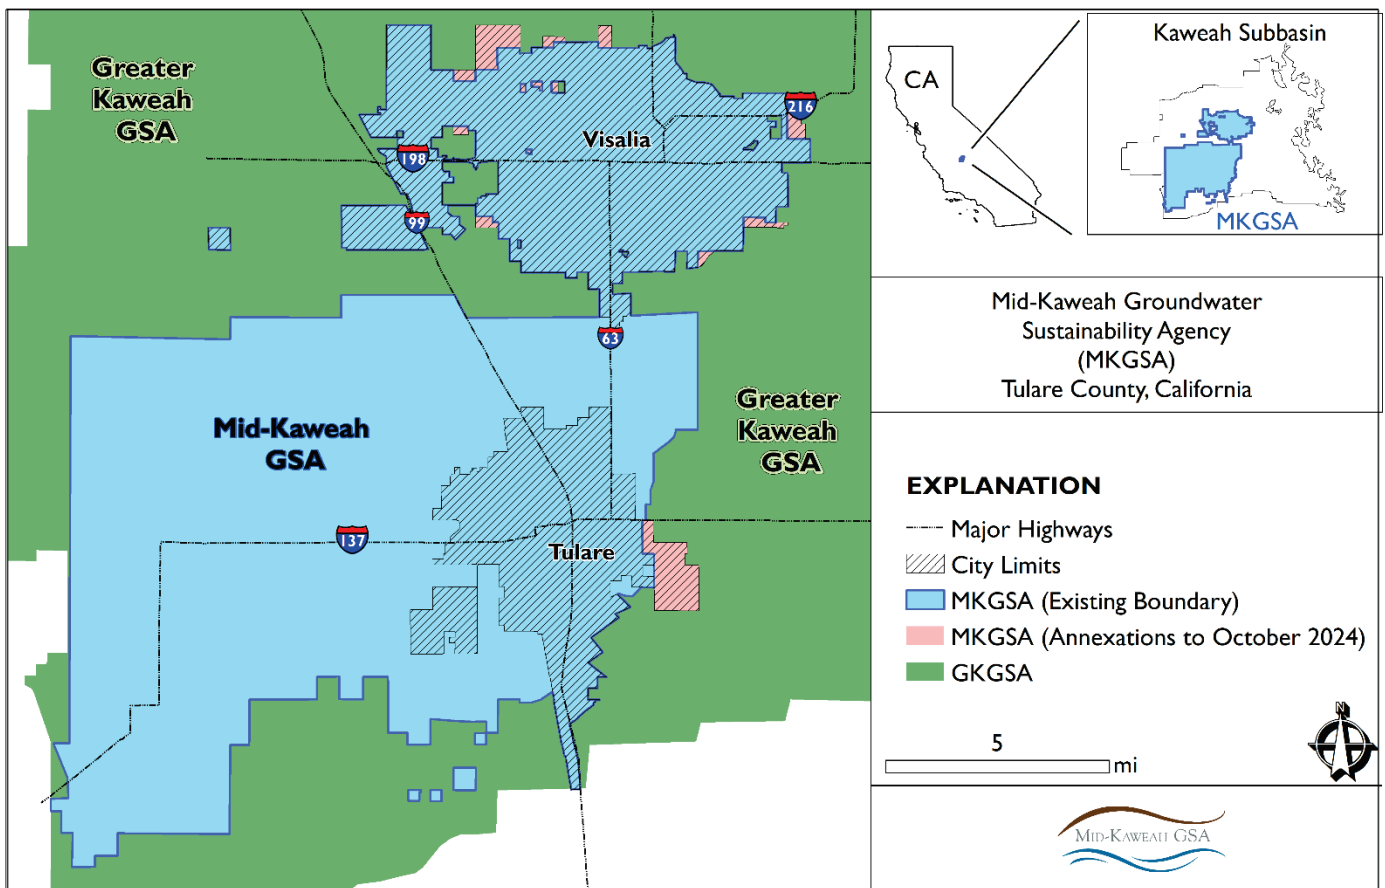 Greater
Kaweah
GSA
216
Visalia
198
99
63
Mid-Kaweah
GSA
Greater
Kaweah
GSA
137
Tulare
CA
Kaweah Subbasin
MKGSA
Mid-Kaweah Groundwater
Sustainability Agency
(MKGSA)
Tulare County, California
EXPLANATION
Major Highways
City Limits
MKGSA (Existing Boundary)
MKGSA (Annexations to October 2024)
GKGSA
N
5
mi
MID-KAWEAH GSA